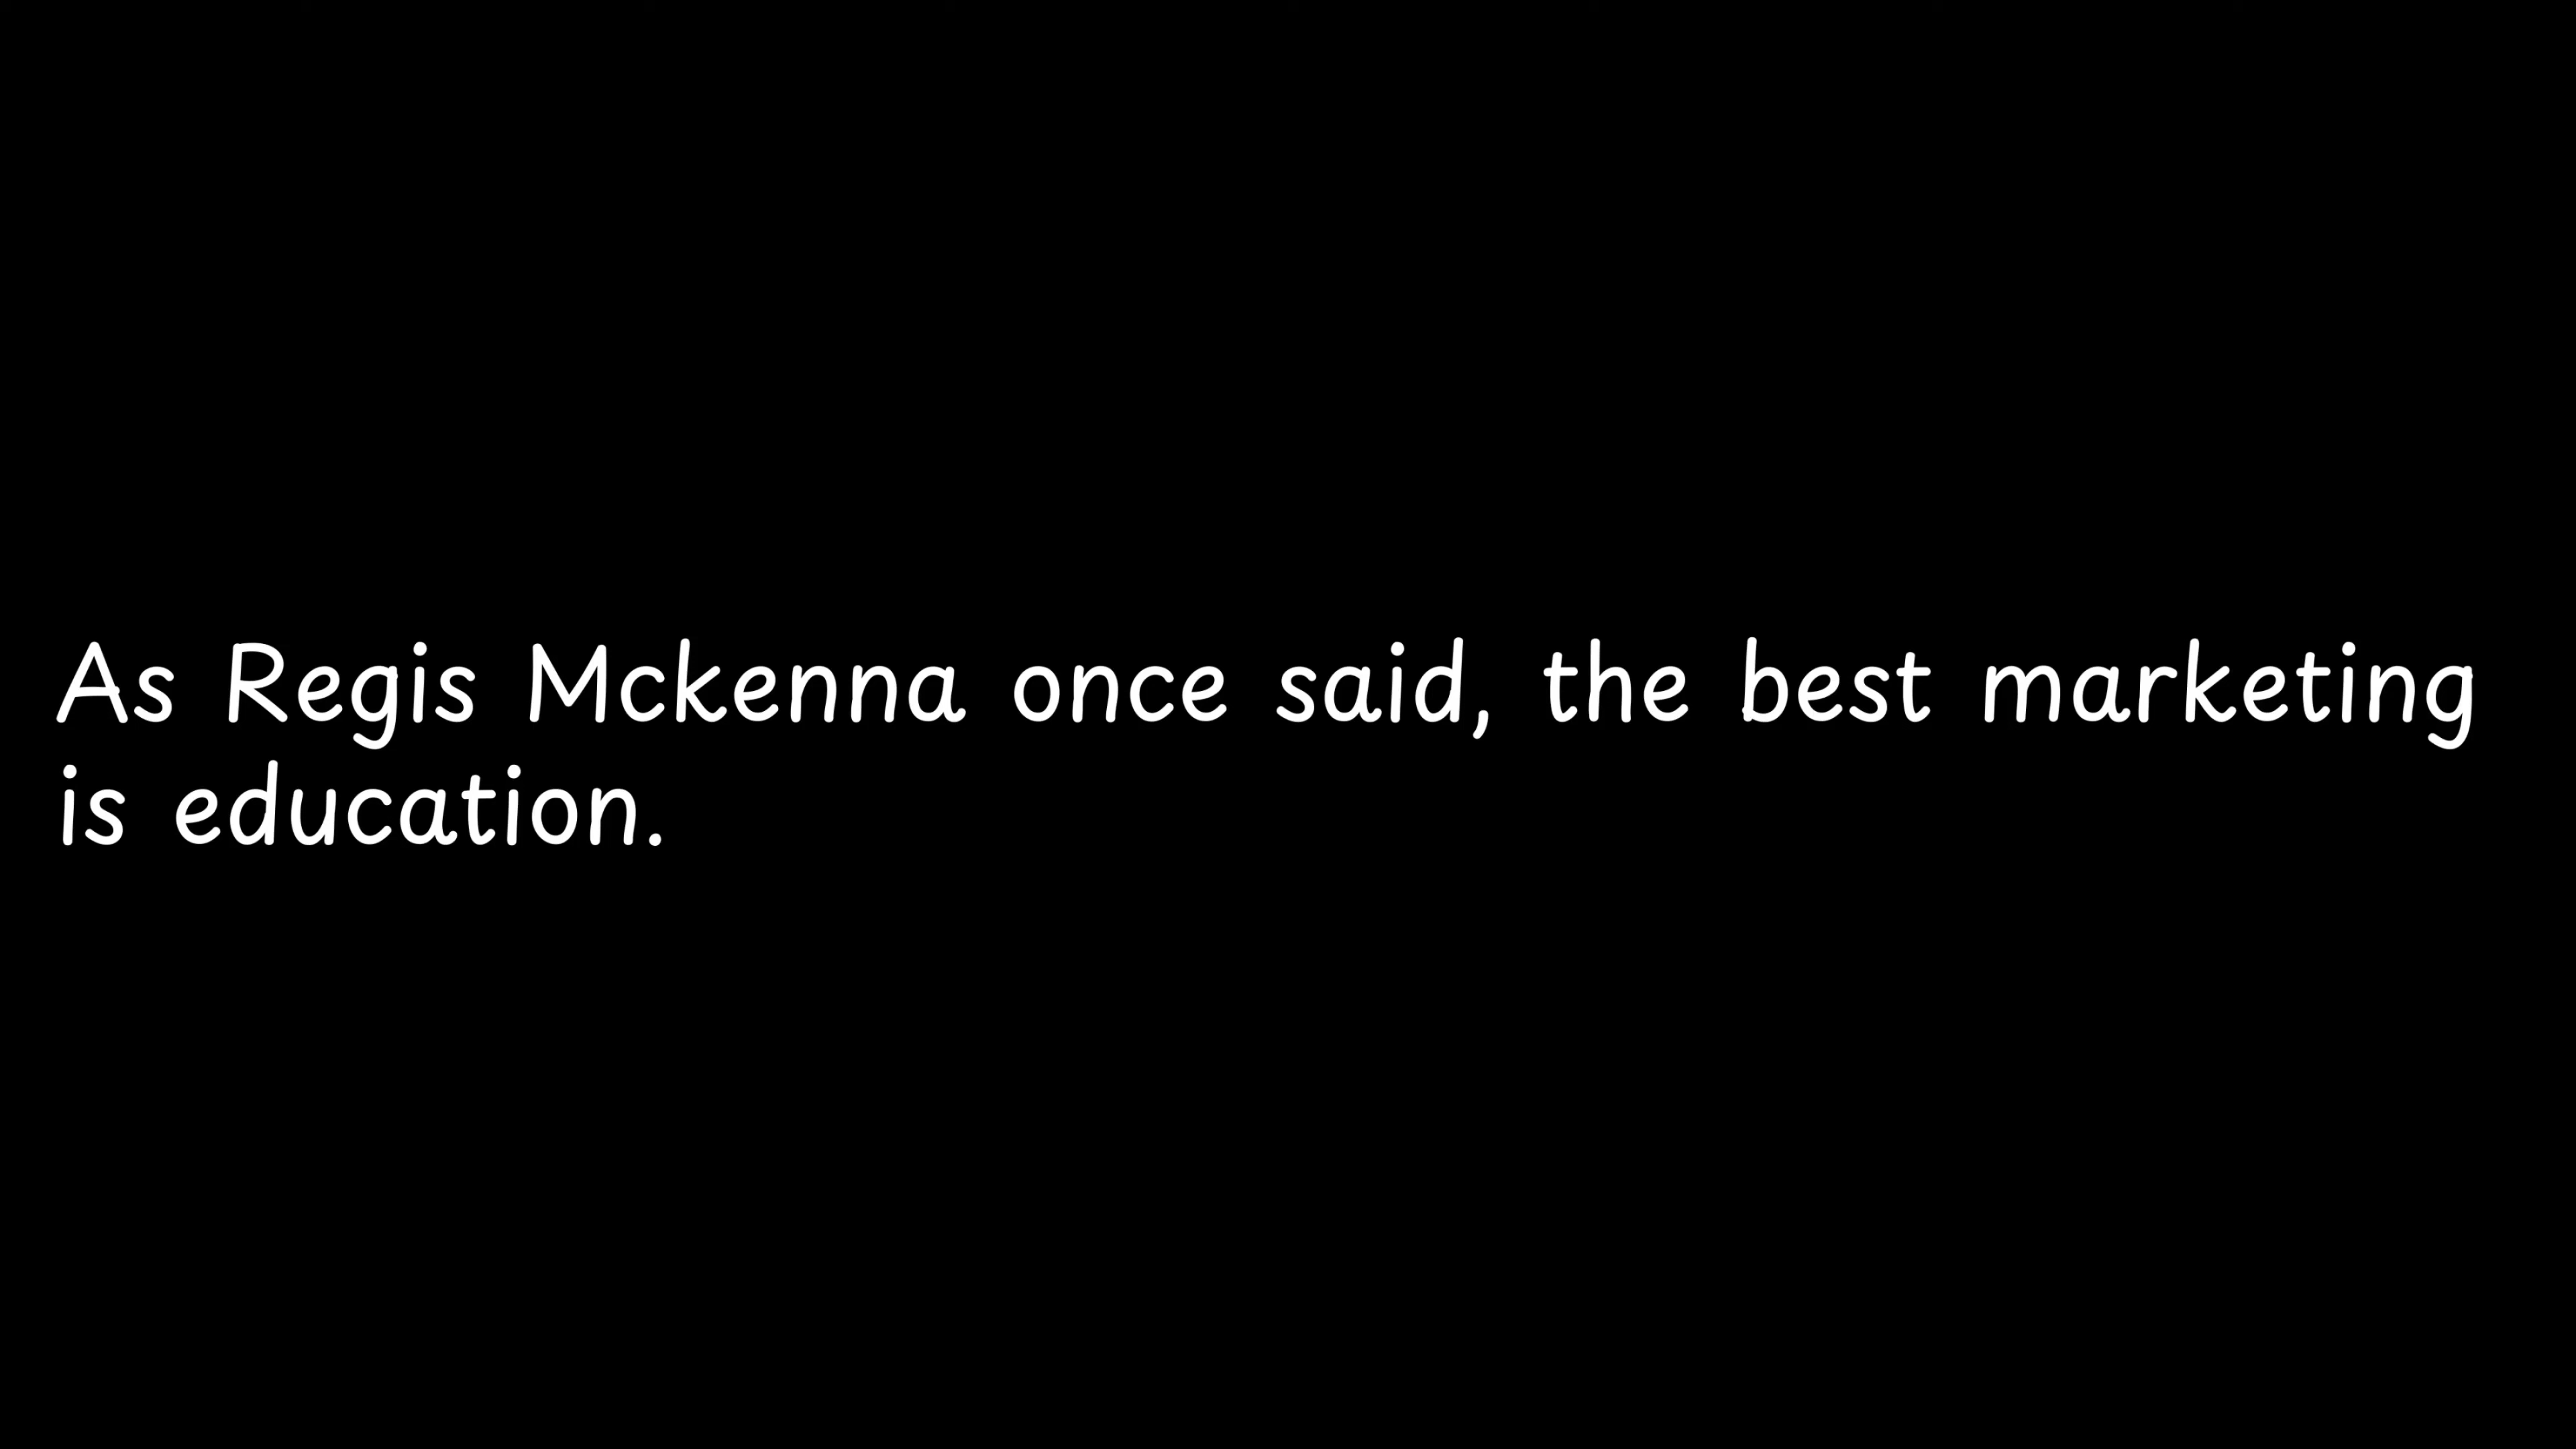 As Regis Mckenna once said, the best marketing
is education.